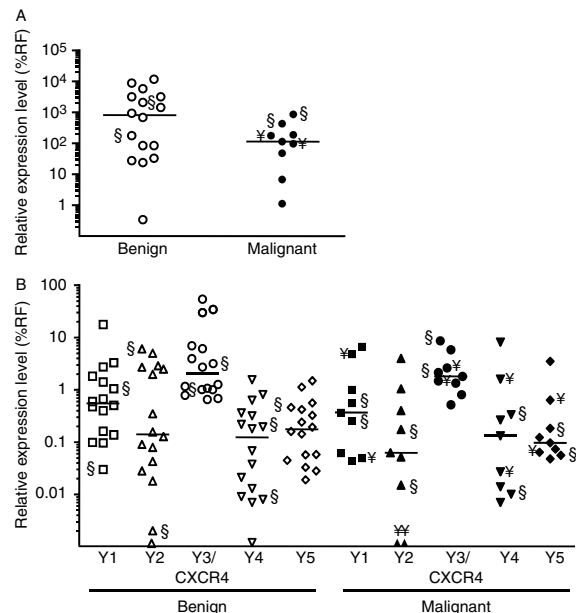 A
Relative expression level (%RF)
10⁵
10⁴
10³
10²
10
1
§
§
§
§
¥
¥
Benign
Malignant
B
Relative expression level (%RF)
100
10
1
0.1
0.01
§
§
§
§
§
§
§
§
¥
§
§
¥
§
§
¥¥
§
§
¥
¥
¥
§
¥
§
¥
§
¥
§
§
Y1
Y2
Y3/
Y4
Y5
Y1
Y2
Y3/
Y4
Y5
CXCR4
CXCR4
Benign
Malignant